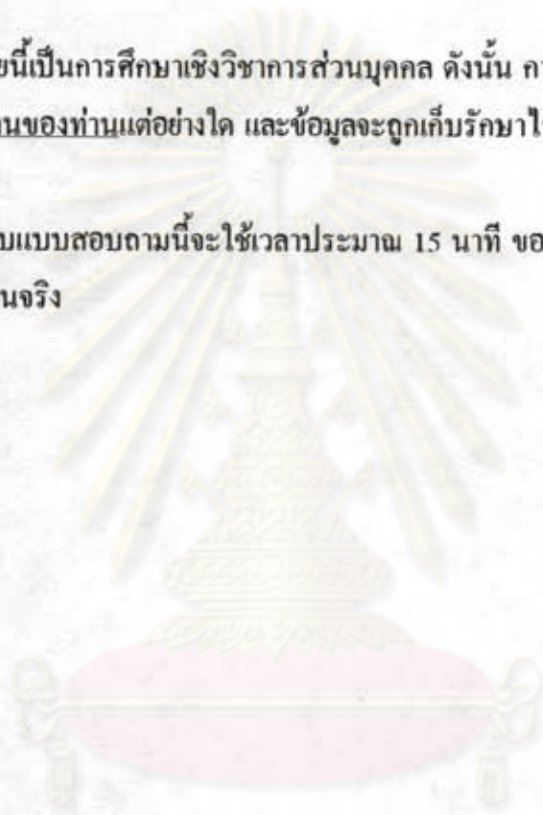 ยนี้เป็นการศึกษาเชิงวิชาการส่วนบุคคล ดังนั้น กา
านของท่านแต่อย่างใด และข้อมูลจะถูกเก็บรักษาไ
บแบบสอบถามนี้จะใช้เวลาประมาณ 15 นาที ขอ
นจริง